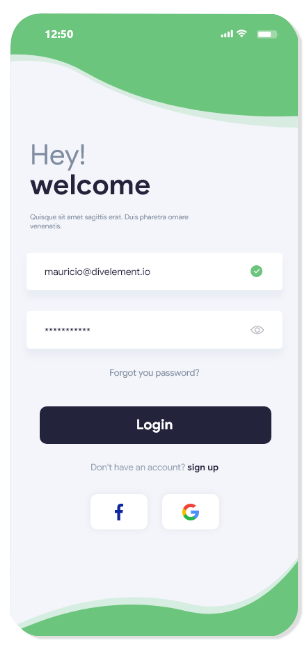 12:50
Hey!
welcome
Quisque sit amet sagittis erat. Duis pharetra ornare
venenatis.
mauricio@divelement.io
***********
Forgot you password?
Login
Don't have an account? sign up